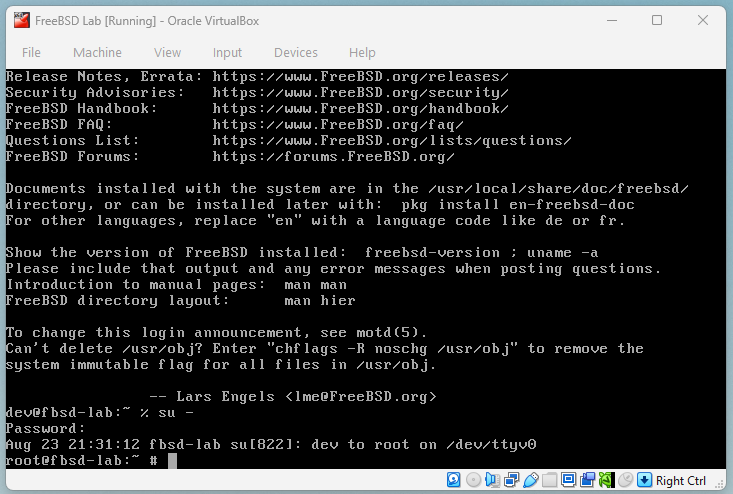 FreeBSD Lab [Running] - Oracle VirtualBox
File Machine View Input Devices Help
Release Notes, Errata: https://www.FreeBSD.org/releases/
Security Advisories:   https://www.FreeBSD.org/security/
FreeBSD Handbook:      https://www.FreeBSD.org/handbook/
FreeBSD FAQ:           https://www.FreeBSD.org/faq/
Questions List:        https://www.FreeBSD.org/lists/questions/
FreeBSD Forums:        https://forums.FreeBSD.org/
Documents installed with the system are in the /usr/local/share/doc/freebsd/
directory, or can be installed later with:  pkg install en-freebsd-doc
For other languages, replace "en" with a language code like de or fr.
Show the version of FreeBSD installed:  freebsd-version ; uname -a
Please include that output and any error messages when posting questions.
Introduction to manual pages:  man man
FreeBSD directory layout:      man hier
To change this login announcement, see motd(5).
Can't delete /usr/obj? Enter "chflags -R noschg /usr/obj" to remove the
system immutable flag for all files in /usr/obj.
-- Lars Engels <lme@FreeBSD.org>
dev@fbsd-lab:~ % su -
Password:
Aug 23 21:31:12 fbsd-lab su[822]: dev to root on /dev/ttyv0
root@fbsd-lab:~ #
Right Ctrl